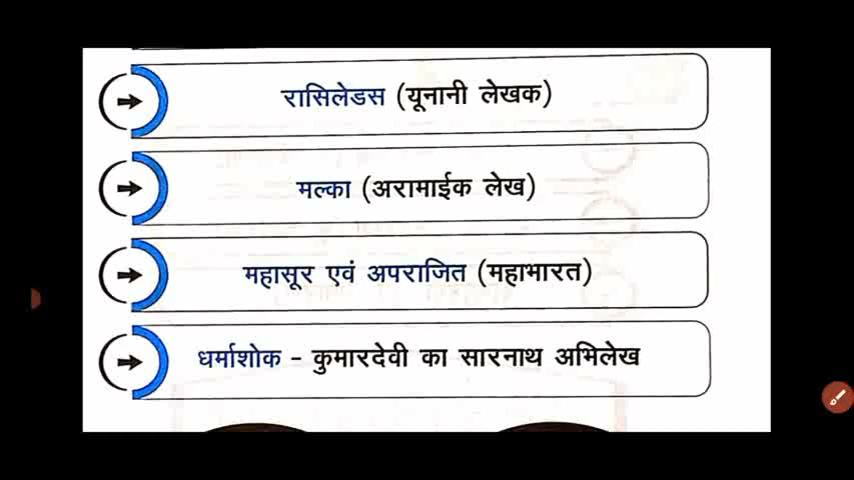 रासिलेडस (यूनानी लेखक)
मल्का (अरामाईक लेख)
महासूर एवं अपराजित (महाभारत)
धर्माशोक - कुमारदेवी का सारनाथ अभिलेख